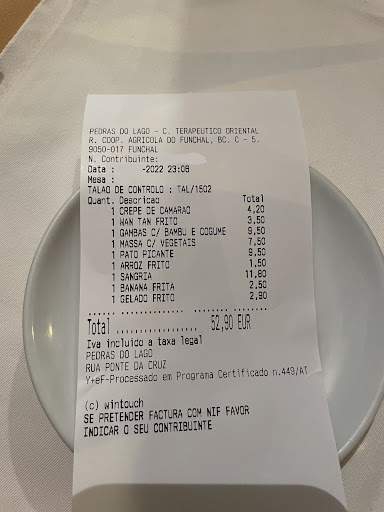 PEDRAS DO LAGO - C. TERAPEUTICO ORIENTAL
R. COOP. AGRICOLA DO FUNCHAL, BC. C - 5.
9050-017 FUNCHAL
N. Contribuinte:
Data : -2022 23:08
Mesa :
TALAO DE CONTROLO : TAL/1502
Quant. Descricao Total
1 CREPE DE CAMARAO 4,20
1 WAN TAN FRITO 3,50
1 GAMBAS C/ BAMBU E COGUME 9,50
1 MASSA C/ VEGETAIS 7,50
1 PATO PICANTE 9,50
1 ARROZ FRITO 1,50
1 SANGRIA 11,80
1 BANANA FRITA 2,50
1 GELADO FRITO 2,90
Total ................. 52,90 EUR
Iva incluido a taxa legal
PEDRAS DO LAGO
RUA PONTE DA CRUZ
Y+eF-Processado em Programa Certificado n.449/AT
(c) wintouch
SE PRETENDER FACTURA COM NIF FAVOR
INDICAR O SEU CONTRIBUINTE